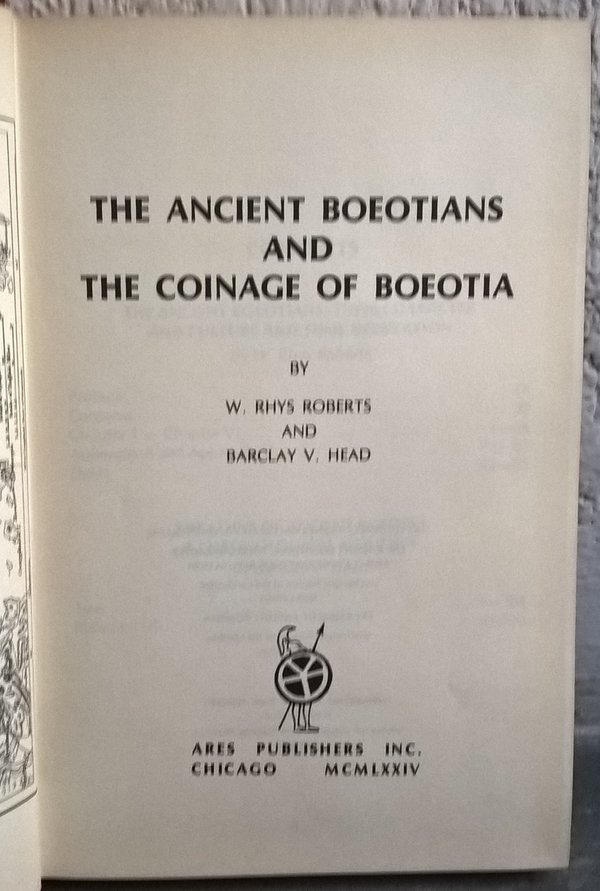 THE ANCIENT BOEOTIANS
AND
THE COINAGE OF BOEOTIA
BY
W. RHYS ROBERTS
AND
BARCLAY V. HEAD
ARES PUBLISHERS INC.
CHICAGO MCMLXXIV